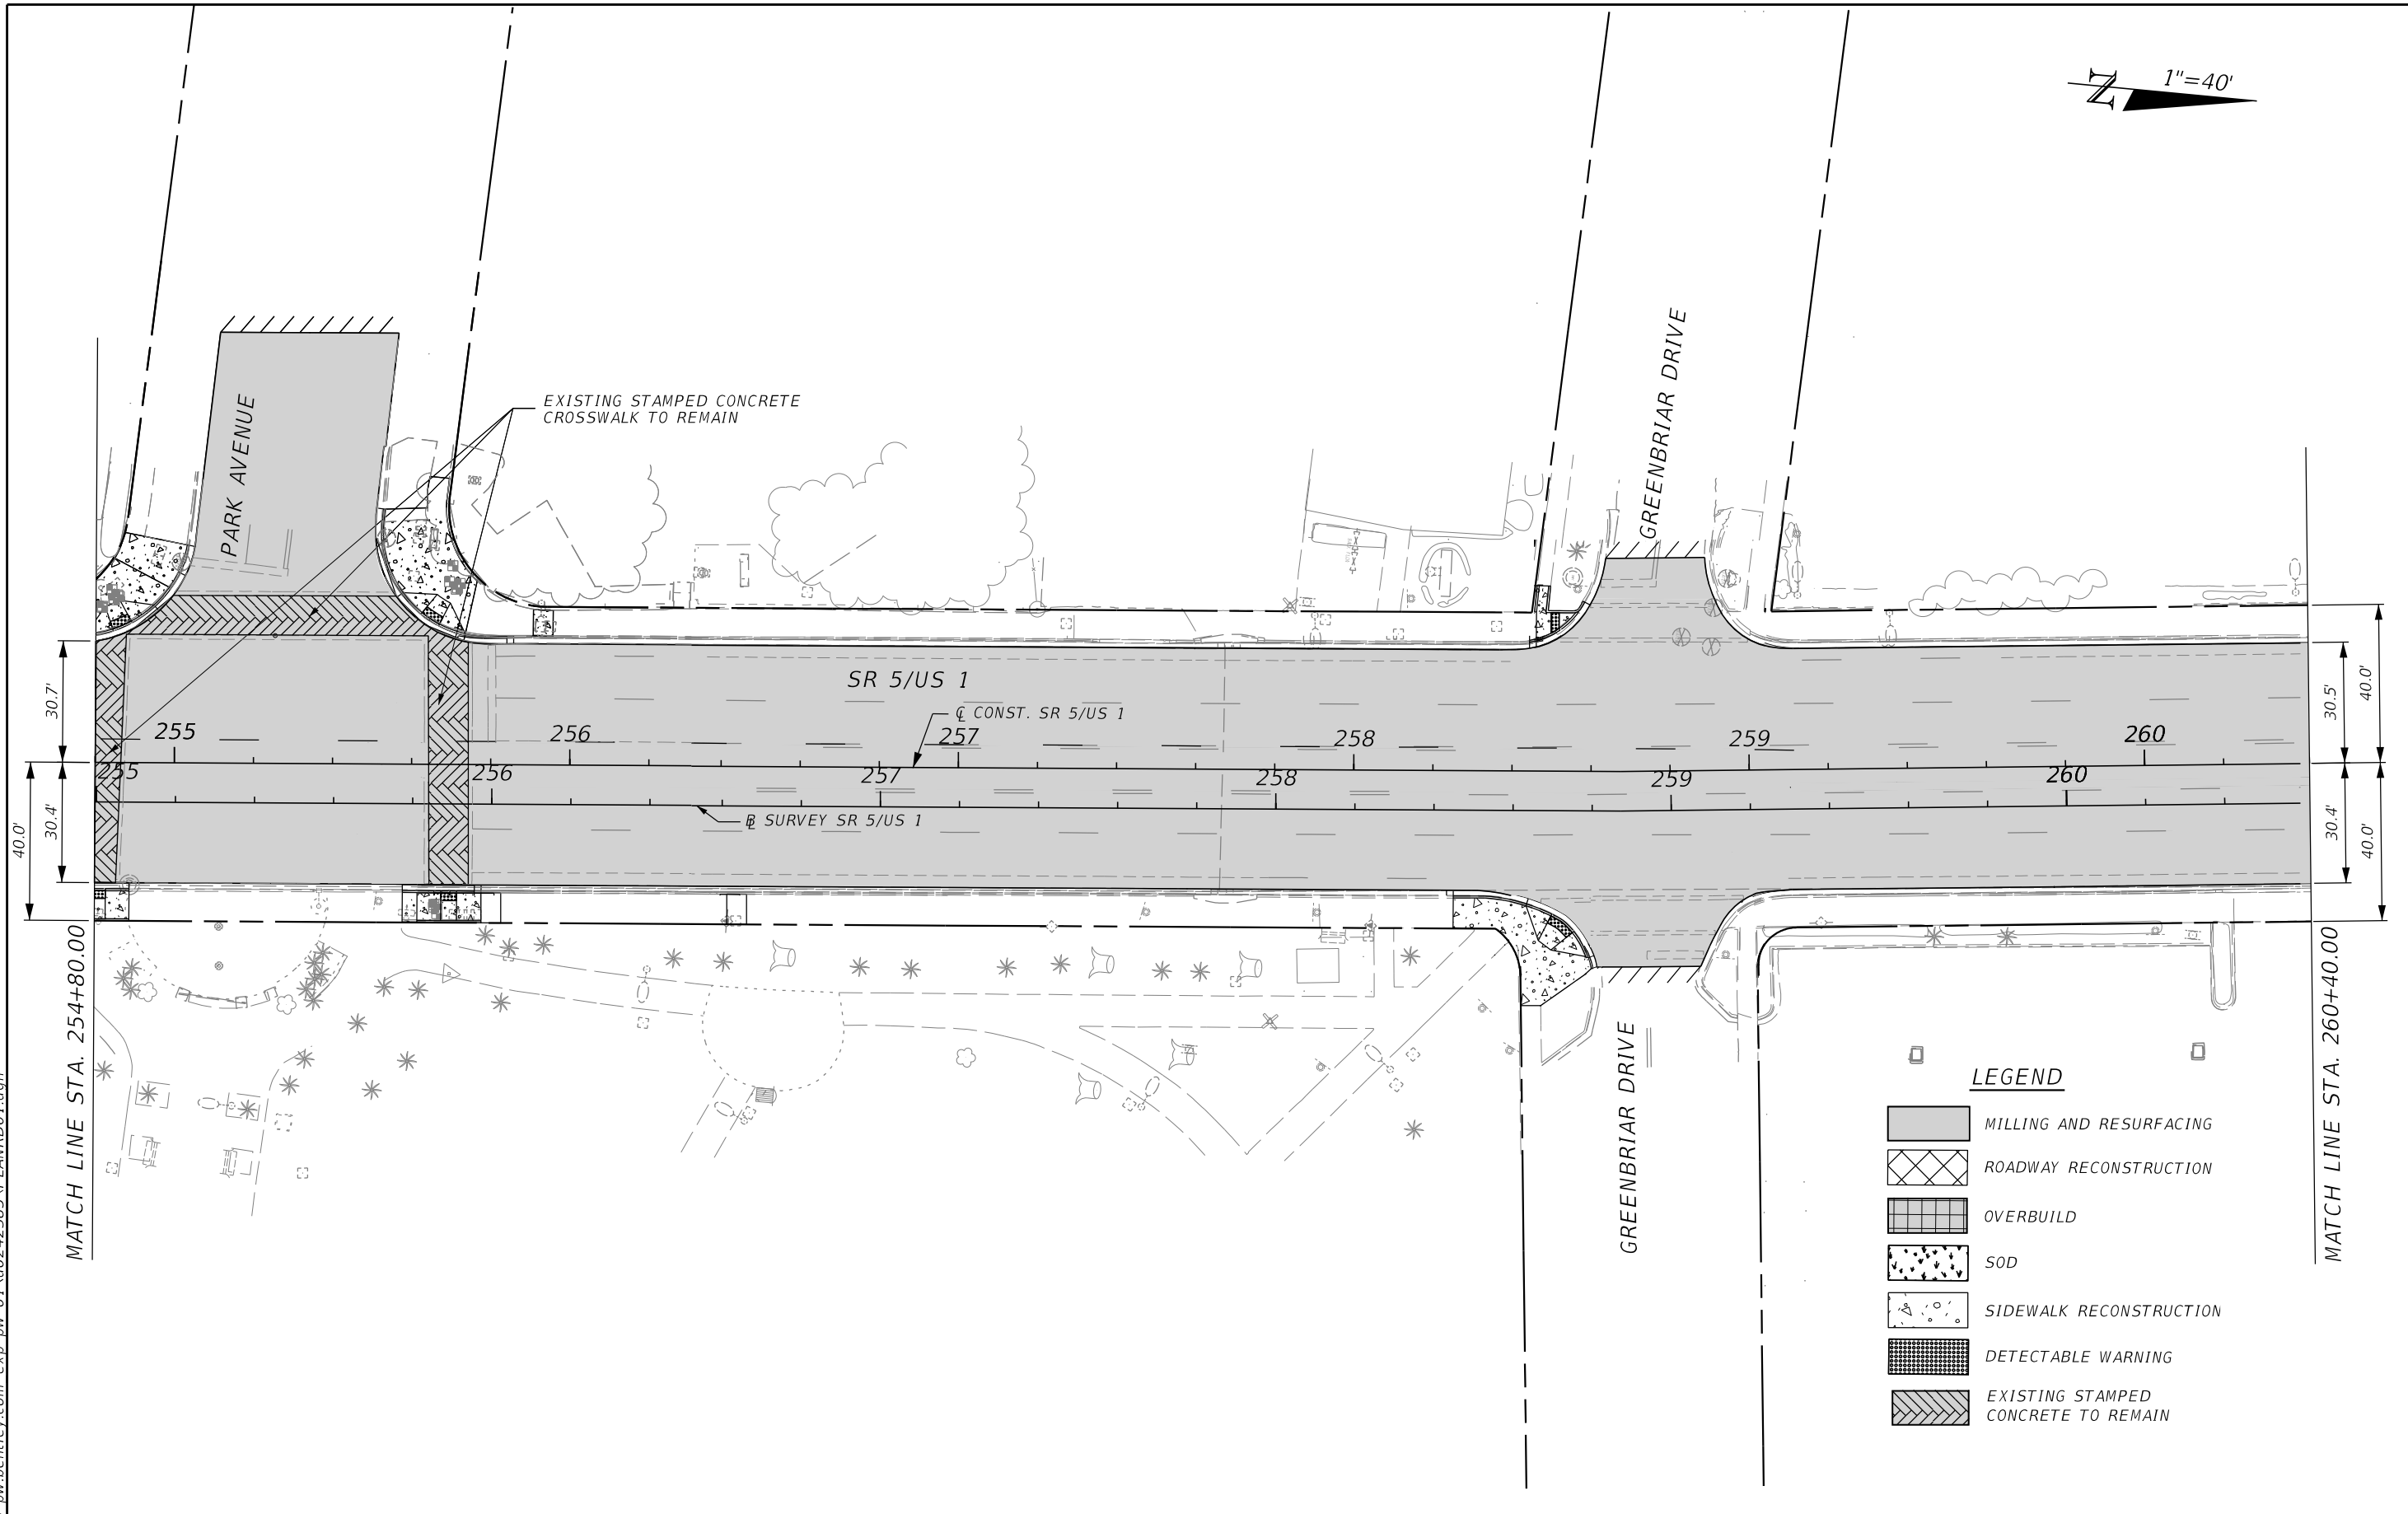 N
1"=40'
PARK AVENUE
EXISTING STAMPED CONCRETE
CROSSWALK TO REMAIN
GREENBRIAR DRIVE
SR 5/US 1
℄ CONST. SR 5/US 1
255
256
257
258
259
260
255
256
257
258
259
260
B̲L SURVEY SR 5/US 1
30.7'
30.4'
40.0'
30.5'
40.0'
30.4'
40.0'
MATCH LINE STA. 254+80.00
MATCH LINE STA. 260+40.00
GREENBRIAR DRIVE
LEGEND
MILLING AND RESURFACING
ROADWAY RECONSTRUCTION
OVERBUILD
SOD
SIDEWALK RECONSTRUCTION
DETECTABLE WARNING
EXISTING STAMPED
CONCRETE TO REMAIN